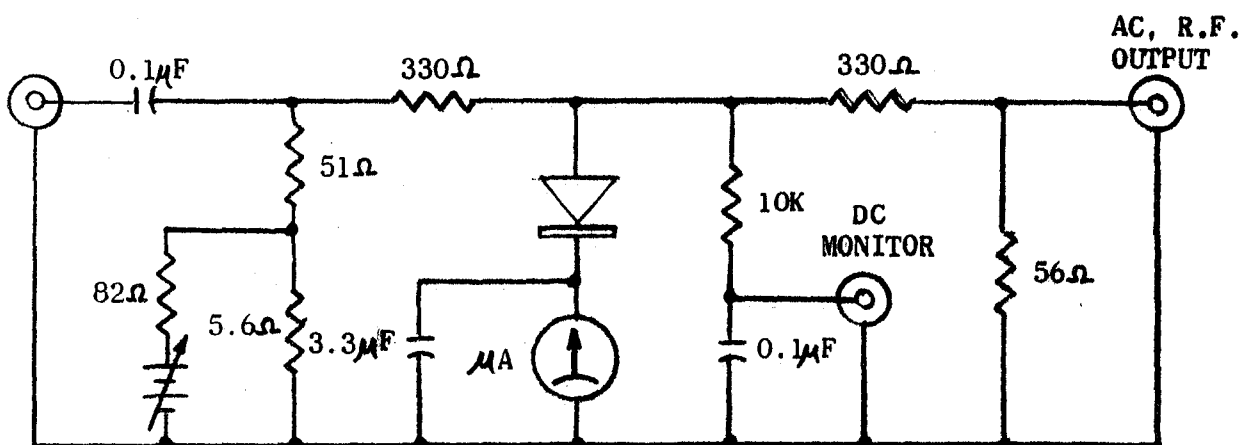 AC, R.F.
OUTPUT
0.1μF
330Ω
330Ω
51Ω
10K
DC
MONITOR
82Ω
5.6Ω
3.3μF
μA
0.1μF
56Ω